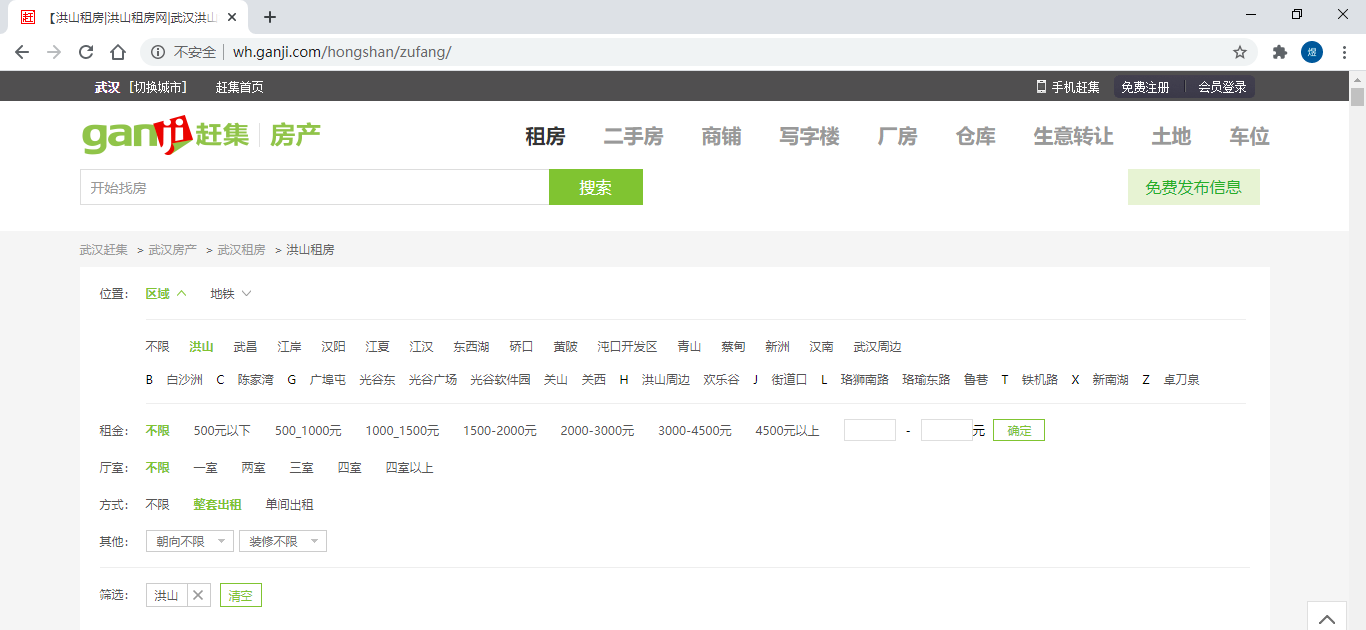 赶 【洪山租房|洪山租房网|武汉洪山
不安全 wh.ganji.com/hongshan/zufang/ 煜
武汉 [切换城市] 赶集首页 手机赶集 免费注册 会员登录
ganji 赶集 房产 租房 二手房 商铺 写字楼 厂房 仓库 生意转让 土地 车位
开始找房 搜索 免费发布信息
武汉赶集 > 武汉房产 > 武汉租房 > 洪山租房
位置: 区域 地铁
不限 洪山 武昌 江岸 汉阳 江夏 江汉 东西湖 硚口 黄陂 沌口开发区 青山 蔡甸 新洲 汉南 武汉周边
B 白沙洲 C 陈家湾 G 广埠屯 光谷东 光谷广场 光谷软件园 关山 关西 H 洪山周边 欢乐谷 J 街道口 L 珞狮南路 珞瑜东路 鲁巷 T 铁机路 X 新南湖 Z 卓刀泉
租金: 不限 500元以下 500_1000元 1000_1500元 1500-2000元 2000-3000元 3000-4500元 4500元以上 - 元 确定
厅室: 不限 一室 两室 三室 四室 四室以上
方式: 不限 整套出租 单间出租
其他: 朝向不限 装修不限
筛选: 洪山 清空